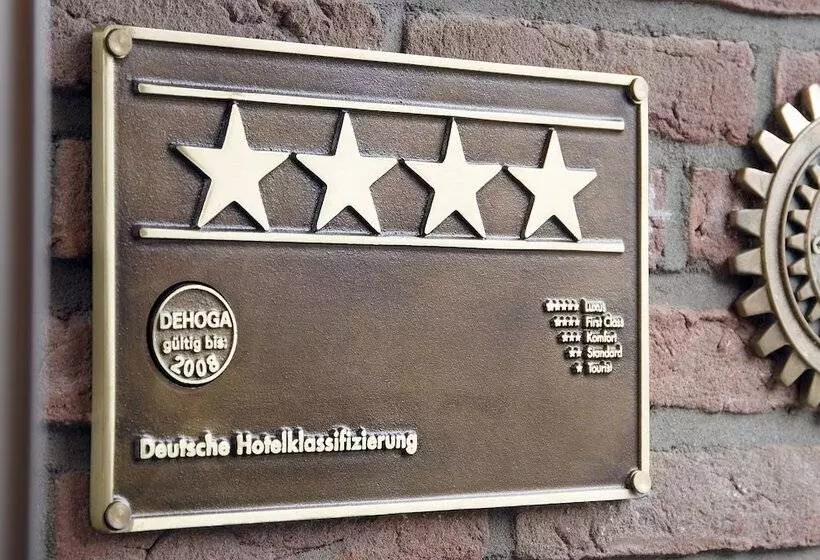 DEHOGA
gültig bis:
2008
Luxus
First Class
Komfort
Standard
Tourist
Deutsche Hotelklassifizierung